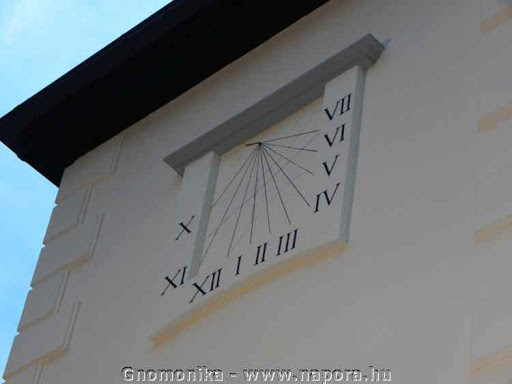 VII
VI
V
IV
X
XI
XII
I
II
III
Gnomonika - www.napora.hu